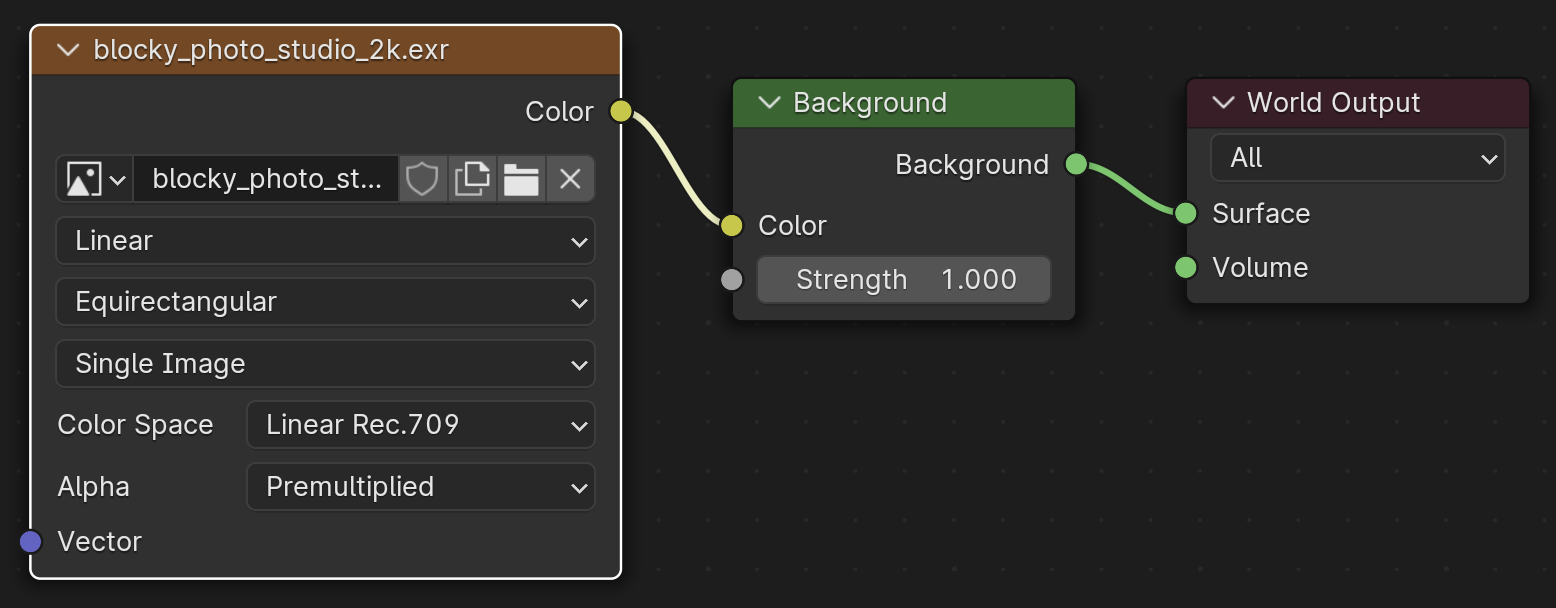 blocky_photo_studio_2k.exr
Color
blocky_photo_st...
Linear
Equirectangular
Single Image
Color Space Linear Rec.709
Alpha Premultiplied
Vector
Background
Background
Color
Strength 1.000
World Output
All
Surface
Volume